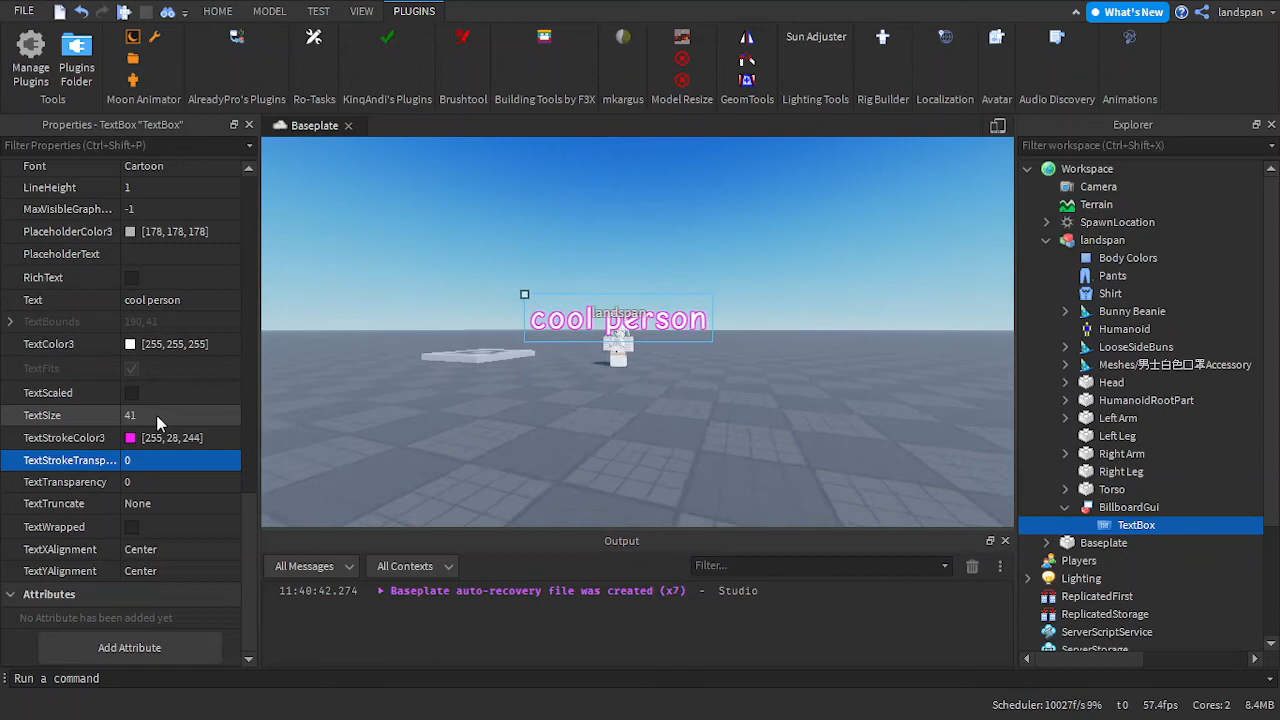 FILE HOME MODEL TEST VIEW PLUGINS What's New landspan
Manage Plugins
Plugins Folder
Sun Adjuster
Tools Moon Animator AlreadyPro's Plugins Ro-Tasks KinqAndi's Plugins Brushtool Building Tools by F3X mkargus Model Resize GeomTools Lighting Tools Rig Builder Localization Avatar Audio Discovery Animations
Properties - TextBox "TextBox"
Filter Properties (Ctrl+Shift+P)
Font Cartoon
LineHeight 1
MaxVisibleGraph... -1
PlaceholderColor3 [178,178,178]
PlaceholderText
RichText
Text cool person
TextBounds 190, 41
TextColor3 [255,255,255]
TextFits
TextScaled
TextSize 41
TextStrokeColor3 [255,28,244]
TextStrokeTransp... 0
TextTransparency 0
TextTruncate None
TextWrapped
TextXAlignment Center
TextYAlignment Center
Attributes
No Attribute has been added yet
Add Attribute
Baseplate
landspan
cool person
Output
All Messages All Contexts Filter...
11:40:42.274 Baseplate auto-recovery file was created (x7) - Studio
Explorer
Filter workspace (Ctrl+Shift+X)
Workspace
Camera
Terrain
SpawnLocation
landspan
Body Colors
Pants
Shirt
Bunny Beanie
Humanoid
LooseSideBuns
Meshes/男士白色口罩Accessory
Head
HumanoidRootPart
Left Arm
Left Leg
Right Arm
Right Leg
Torso
BillboardGui
TextBox
Baseplate
Players
Lighting
ReplicatedFirst
ReplicatedStorage
ServerScriptService
ServerStorage
Run a command
Scheduler: 10027f/s 9% t0 57.4fps Cores: 2 8.4MB